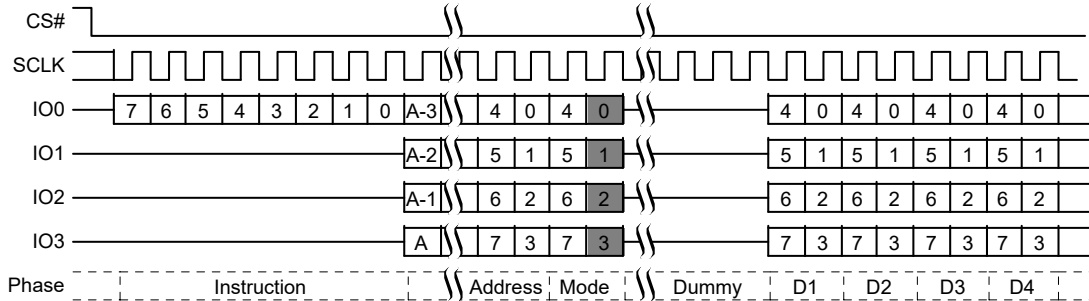 CS#
SCLK
IO0 7 6 5 4 3 2 1 0 A-3 4 0 4 0 4 0 4 0 4 0 4 0
IO1 A-2 5 1 5 1 5 1 5 1 5 1 5 1
IO2 A-1 6 2 6 2 6 2 6 2 6 2 6 2
IO3 A 7 3 7 3 7 3 7 3 7 3 7 3
Phase Instruction Address Mode Dummy D1 D2 D3 D4